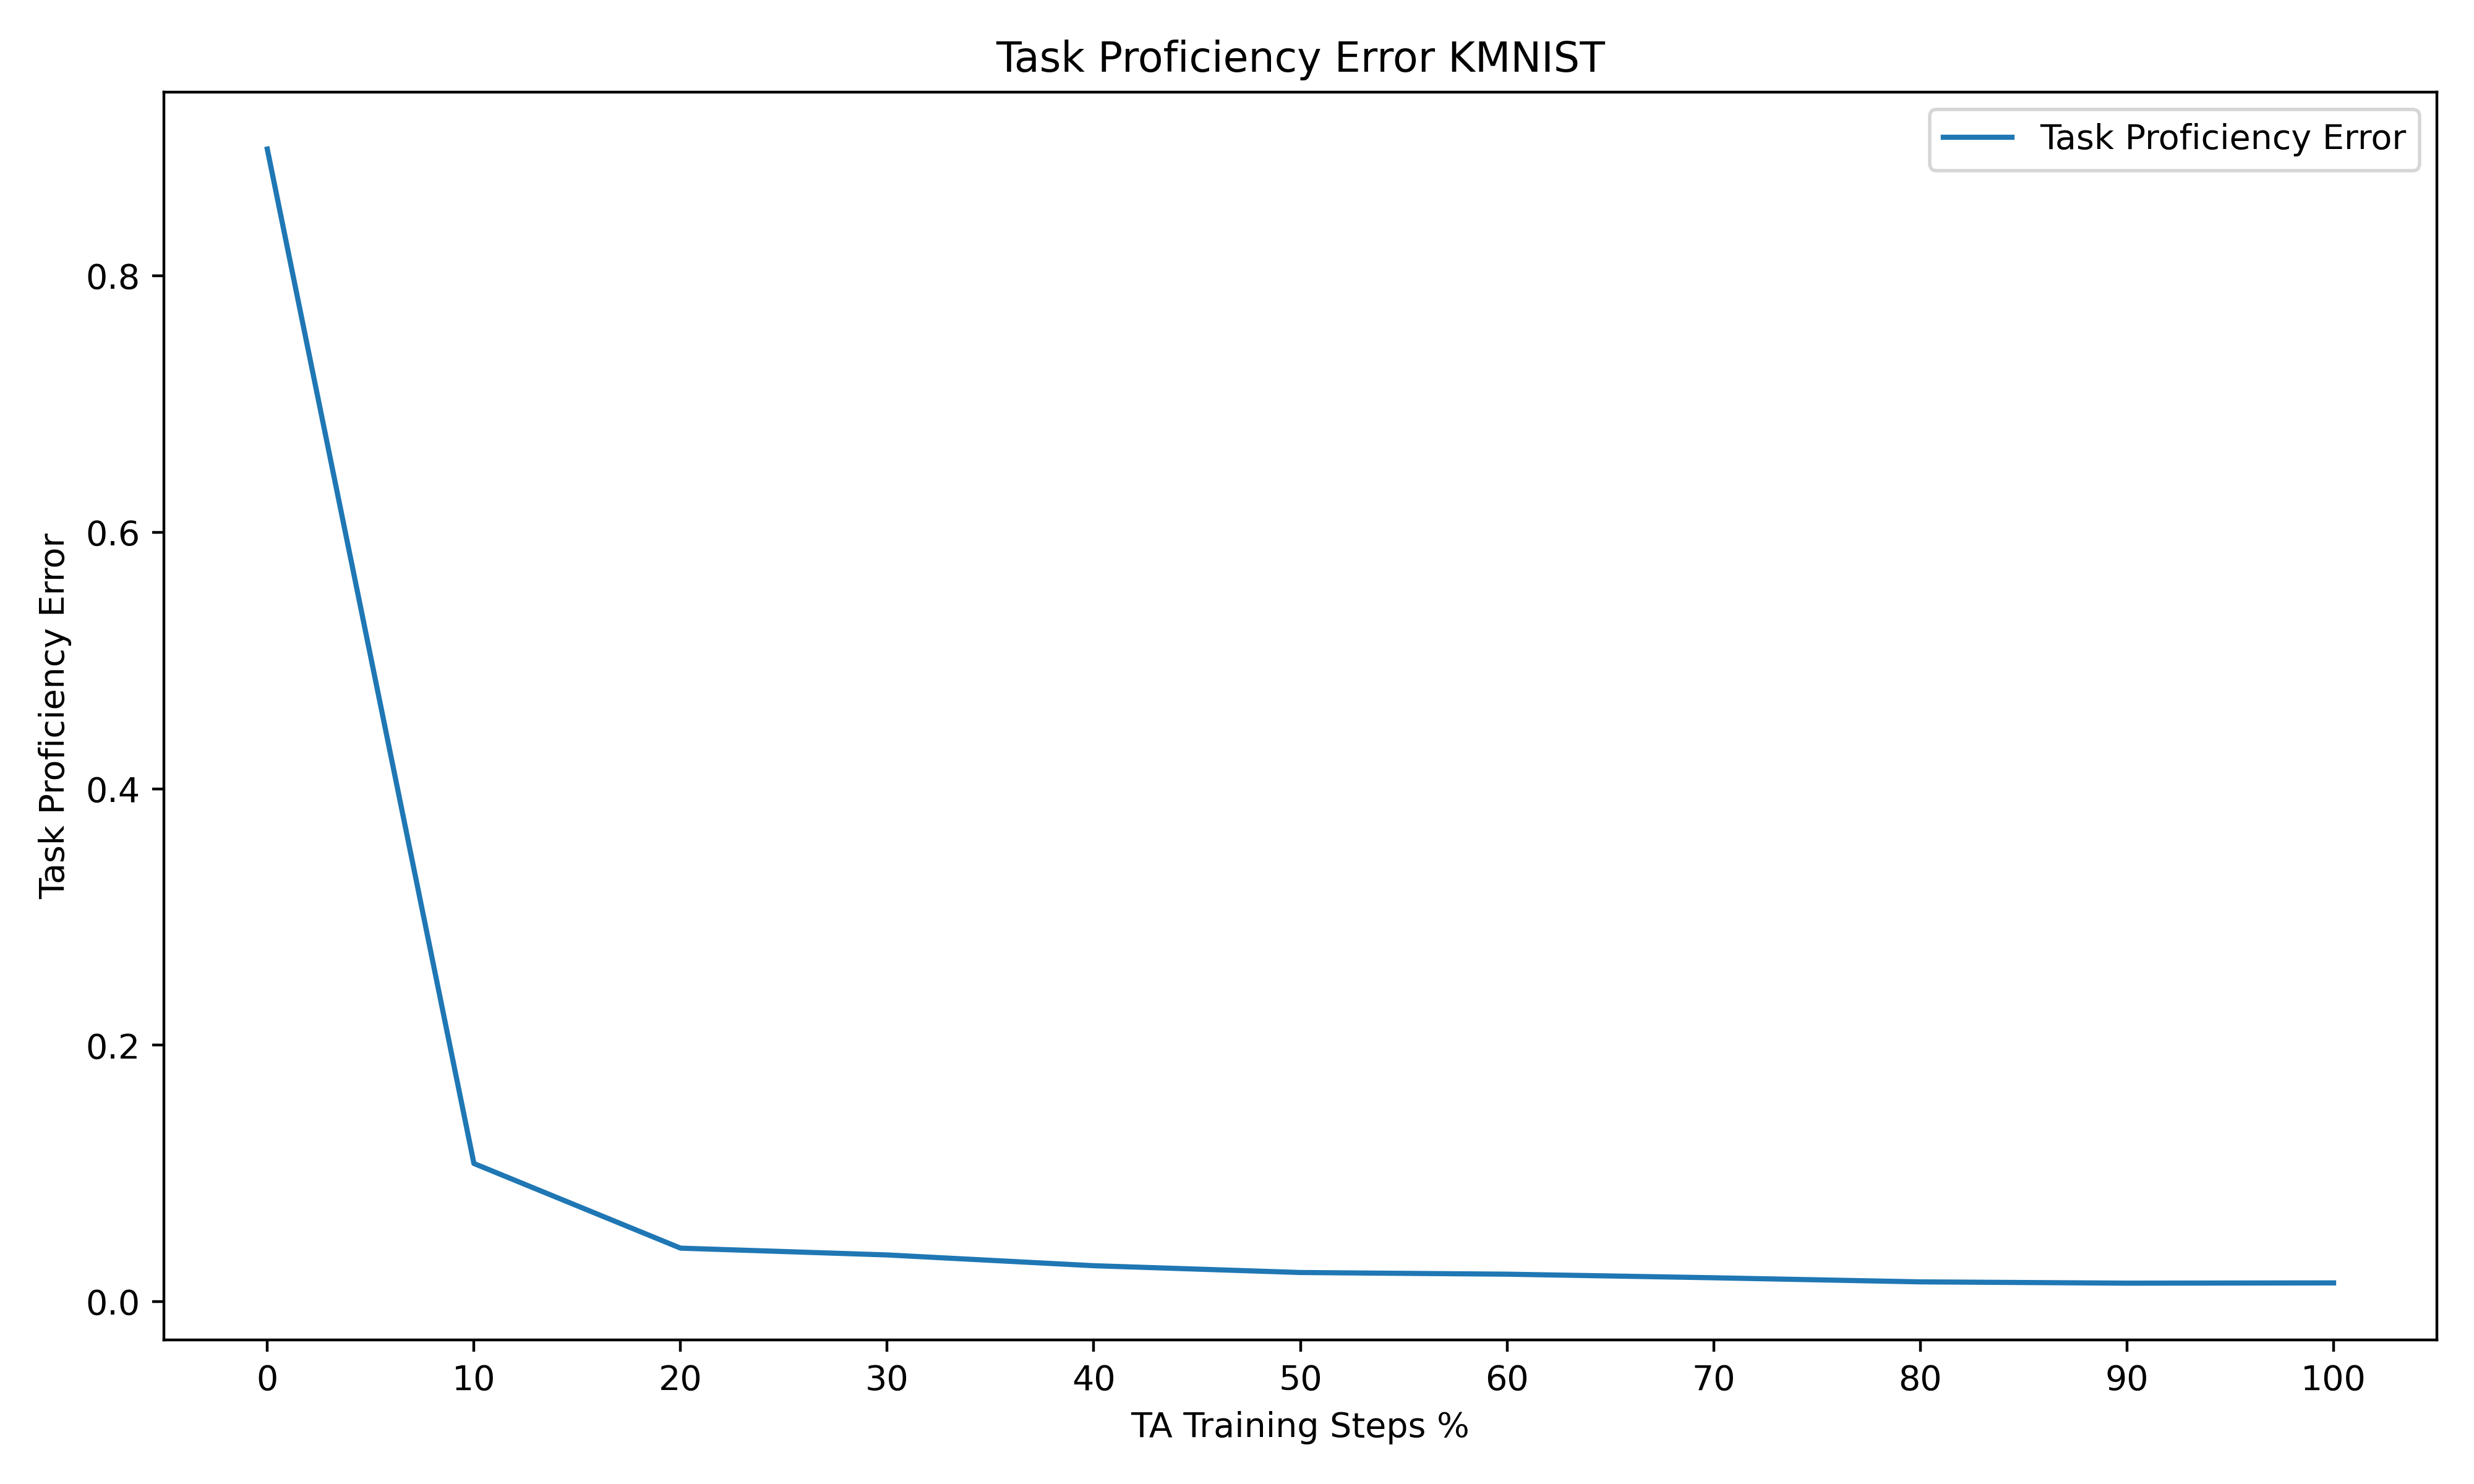 Task Proficiency Error KMNIST
Task Proficiency Error
Task Proficiency Error
0.8
0.6
0.4
0.2
0.0
0 10 20 30 40 50 60 70 80 90 100
TA Training Steps %